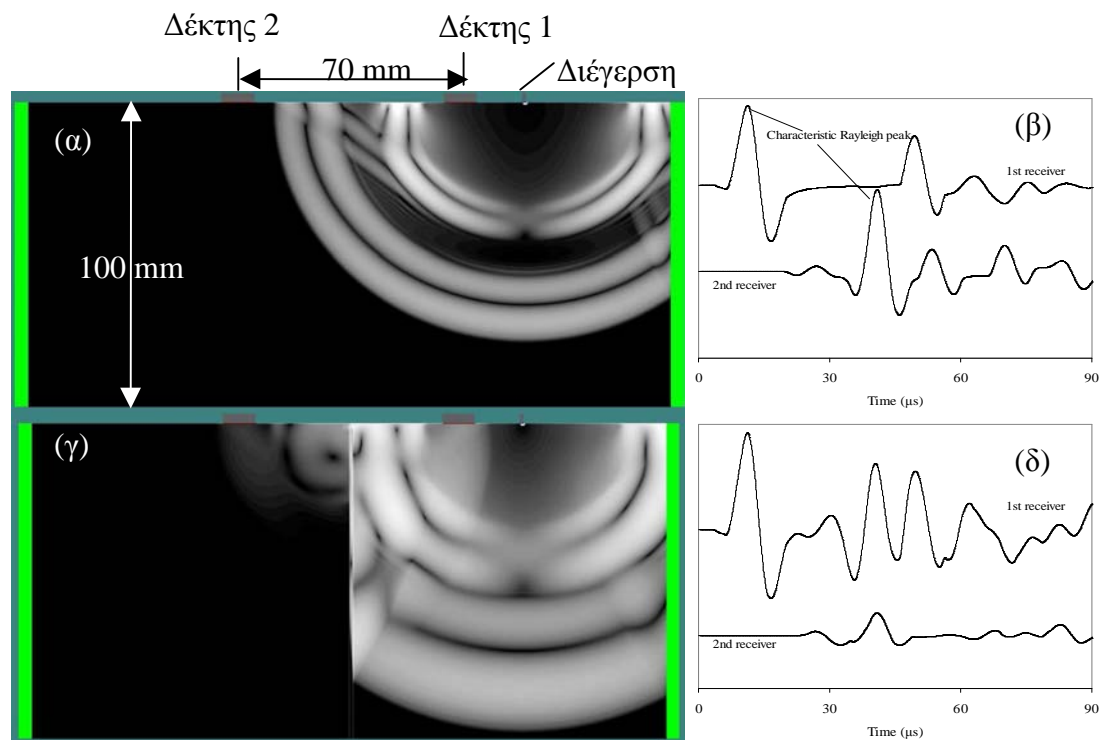 Δέκτης 2
Δέκτης 1
70 mm
Διέγερση
(α)
100 mm
(β)
Characteristic Rayleigh peak
1st receiver
2nd receiver
0 30 60 90
Time (μs)
(γ)
(δ)
1st receiver
2nd receiver
0 30 60 90
Time (μs)